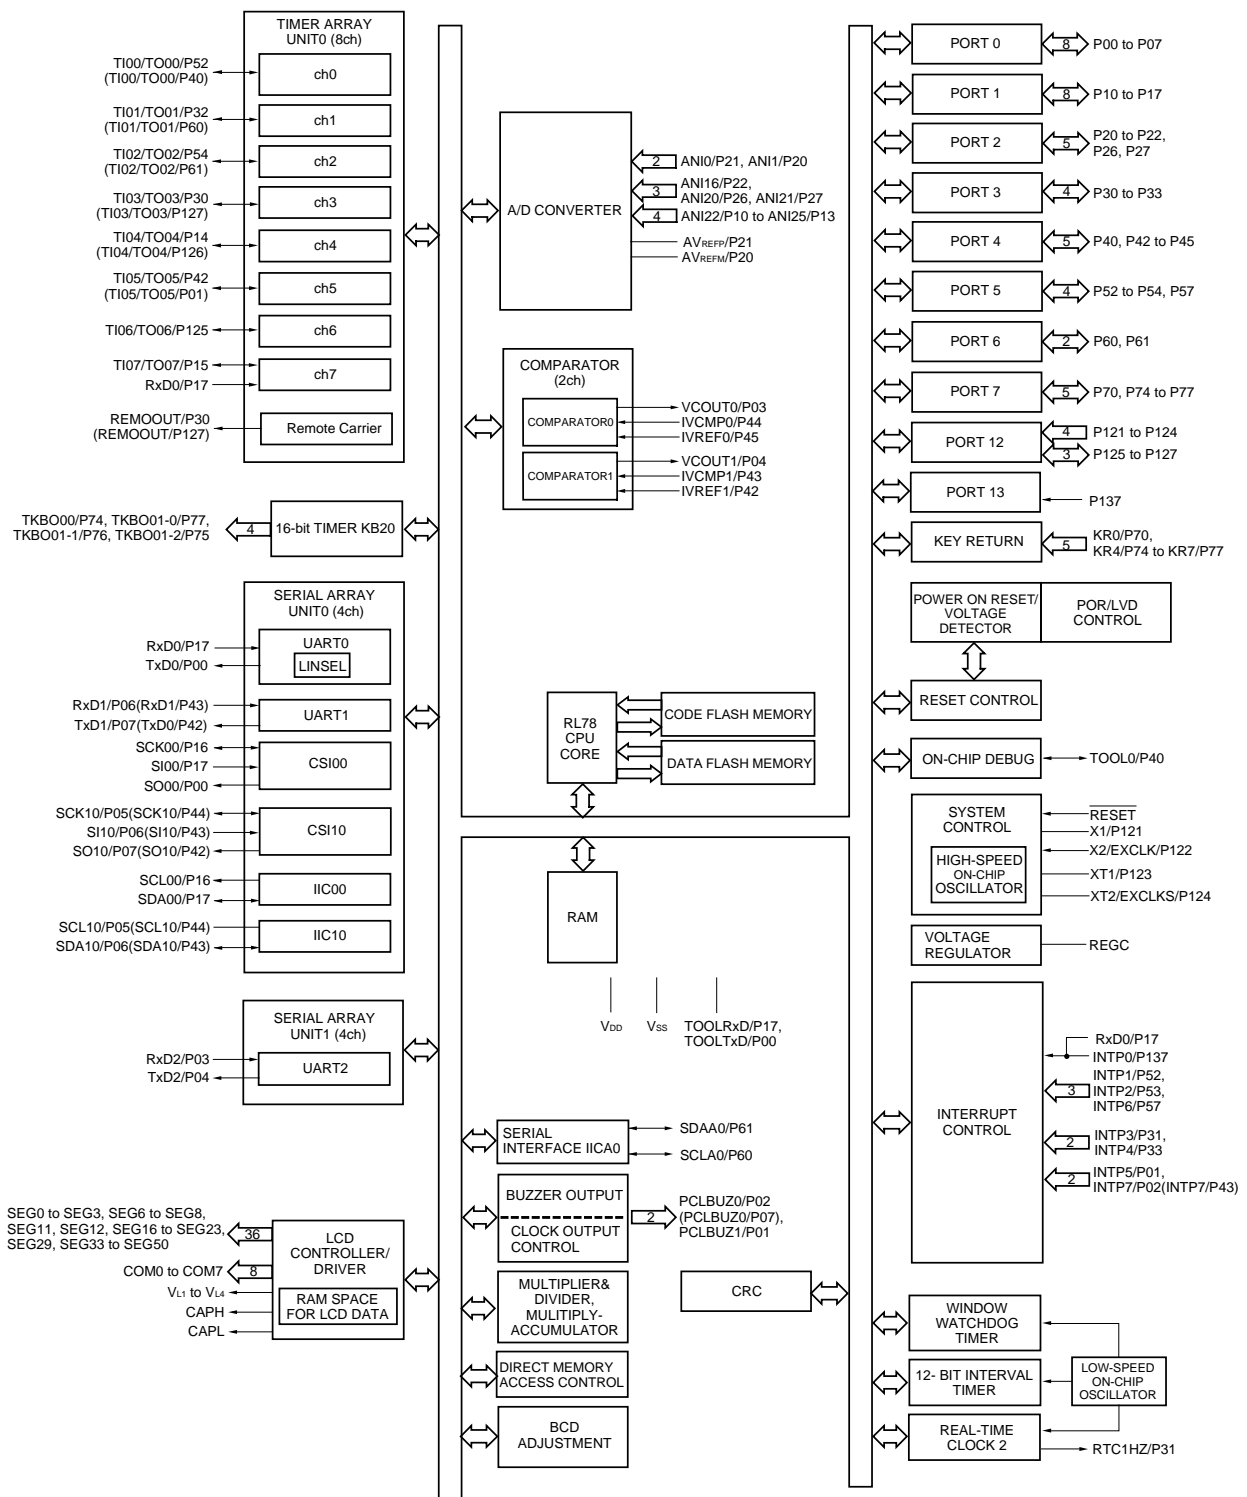 TIMER ARRAY
UNIT0 (8ch)
TI00/TO00/P52
(TI00/TO00/P40)
ch0
TI01/TO01/P32
(TI01/TO01/P60)
ch1
TI02/TO02/P54
(TI02/TO02/P61)
ch2
TI03/TO03/P30
(TI03/TO03/P127)
ch3
TI04/TO04/P14
(TI04/TO04/P126)
ch4
TI05/TO05/P42
(TI05/TO05/P01)
ch5
TI06/TO06/P125
ch6
TI07/TO07/P15
RxD0/P17
ch7
REMOOUT/P30
(REMOOUT/P127)
Remote Carrier
TKBO00/P74, TKBO01-0/P77,
TKBO01-1/P76, TKBO01-2/P75
4
16-bit TIMER KB20
SERIAL ARRAY
UNIT0 (4ch)
RxD0/P17
TxD0/P00
UART0
LINSEL
RxD1/P06(RxD1/P43)
TxD1/P07(TxD0/P42)
UART1
SCK00/P16
SI00/P17
SO00/P00
CSI00
SCK10/P05(SCK10/P44)
SI10/P06(SI10/P43)
SO10/P07(SO10/P42)
CSI10
SCL00/P16
SDA00/P17
IIC00
SCL10/P05(SCL10/P44)
SDA10/P06(SDA10/P43)
IIC10
SERIAL ARRAY
UNIT1 (4ch)
RxD2/P03
TxD2/P04
UART2
SEG0 to SEG3, SEG6 to SEG8,
SEG11, SEG12, SEG16 to SEG23,
SEG29, SEG33 to SEG50
36
COM0 to COM7
8
VL1 to VL4
CAPH
CAPL
LCD
CONTROLLER/
DRIVER
RAM SPACE
FOR LCD DATA
A/D CONVERTER
2
ANI0/P21, ANI1/P20
3
ANI16/P22,
ANI20/P26, ANI21/P27
4
ANI22/P10 to ANI25/P13
AVREFP/P21
AVREFM/P20
COMPARATOR
(2ch)
COMPARATOR0
VCOUT0/P03
IVCMP0/P44
IVREF0/P45
COMPARATOR1
VCOUT1/P04
IVCMP1/P43
IVREF1/P42
RL78
CPU
CORE
CODE FLASH MEMORY
DATA FLASH MEMORY
RAM
VDD
VSS
TOOLRxD/P17,
TOOLTxD/P00
SERIAL
INTERFACE IICA0
SDAA0/P61
SCLA0/P60
BUZZER OUTPUT
CLOCK OUTPUT
CONTROL
2
PCLBUZ0/P02
(PCLBUZ0/P07),
PCLBUZ1/P01
MULTIPLIER&
DIVIDER,
MULITIPLY-
ACCUMULATOR
DIRECT MEMORY
ACCESS CONTROL
BCD
ADJUSTMENT
CRC
PORT 0
8
P00 to P07
PORT 1
8
P10 to P17
PORT 2
5
P20 to P22,
P26, P27
PORT 3
4
P30 to P33
PORT 4
5
P40, P42 to P45
PORT 5
4
P52 to P54, P57
PORT 6
2
P60, P61
PORT 7
5
P70, P74 to P77
PORT 12
4
P121 to P124
3
P125 to P127
PORT 13
P137
KEY RETURN
5
KR0/P70,
KR4/P74 to KR7/P77
POWER ON RESET/
VOLTAGE
DETECTOR
POR/LVD
CONTROL
RESET CONTROL
ON-CHIP DEBUG
TOOL0/P40
SYSTEM
CONTROL
HIGH-SPEED
ON-CHIP
OSCILLATOR
RESET
X1/P121
X2/EXCLK/P122
XT1/P123
XT2/EXCLKS/P124
VOLTAGE
REGULATOR
REGC
INTERRUPT
CONTROL
RxD0/P17
INTP0/P137
3
INTP1/P52,
INTP2/P53,
INTP6/P57
2
INTP3/P31,
INTP4/P33
2
INTP5/P01,
INTP7/P02(INTP7/P43)
WINDOW
WATCHDOG
TIMER
12- BIT INTERVAL
TIMER
LOW-SPEED
ON-CHIP
OSCILLATOR
REAL-TIME
CLOCK 2
RTC1HZ/P31